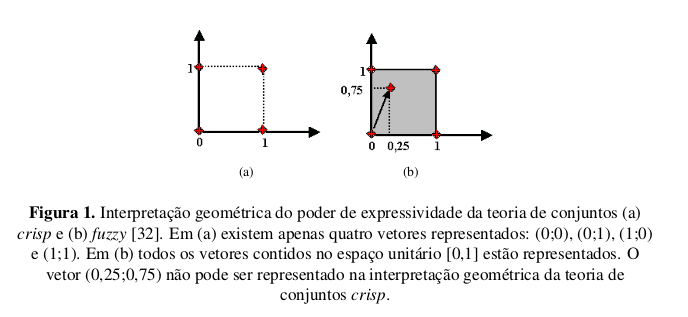 1
0
1
(a)
1
0,75
0
0,25
1
(b)
Figura 1. Interpretação geométrica do poder de expressividade da teoria de conjuntos (a)
crisp e (b) fuzzy [32]. Em (a) existem apenas quatro vetores representados: (0;0), (0;1), (1;0)
e (1;1). Em (b) todos os vetores contidos no espaço unitário [0,1] estão representados. O
vetor (0,25;0,75) não pode ser representado na interpretação geométrica da teoria de
conjuntos crisp.